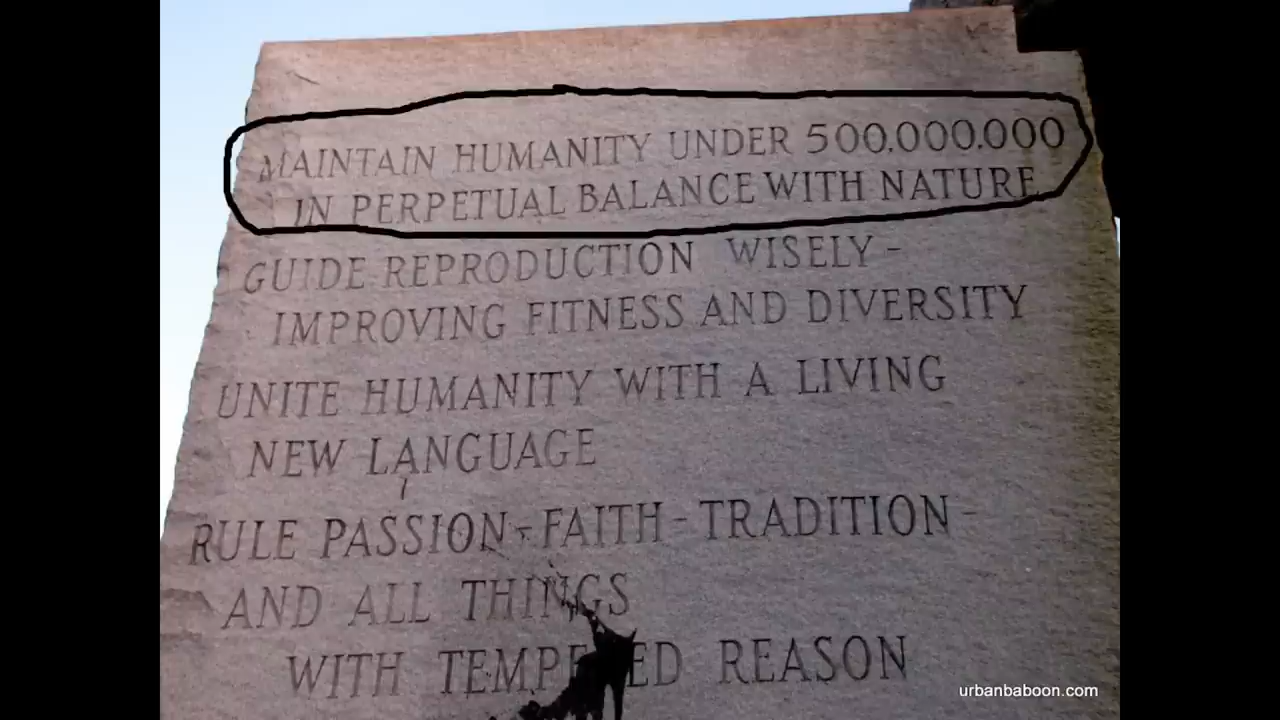 MAINTAIN HUMANITY UNDER 500.000.000
IN PERPETUAL BALANCE WITH NATURE
GUIDE REPRODUCTION WISELY -
IMPROVING FITNESS AND DIVERSITY
UNITE HUMANITY WITH A LIVING
NEW LANGUAGE
RULE PASSION - FAITH - TRADITION -
AND ALL THINGS
WITH TEMPERED REASON
urbanbaboon.com